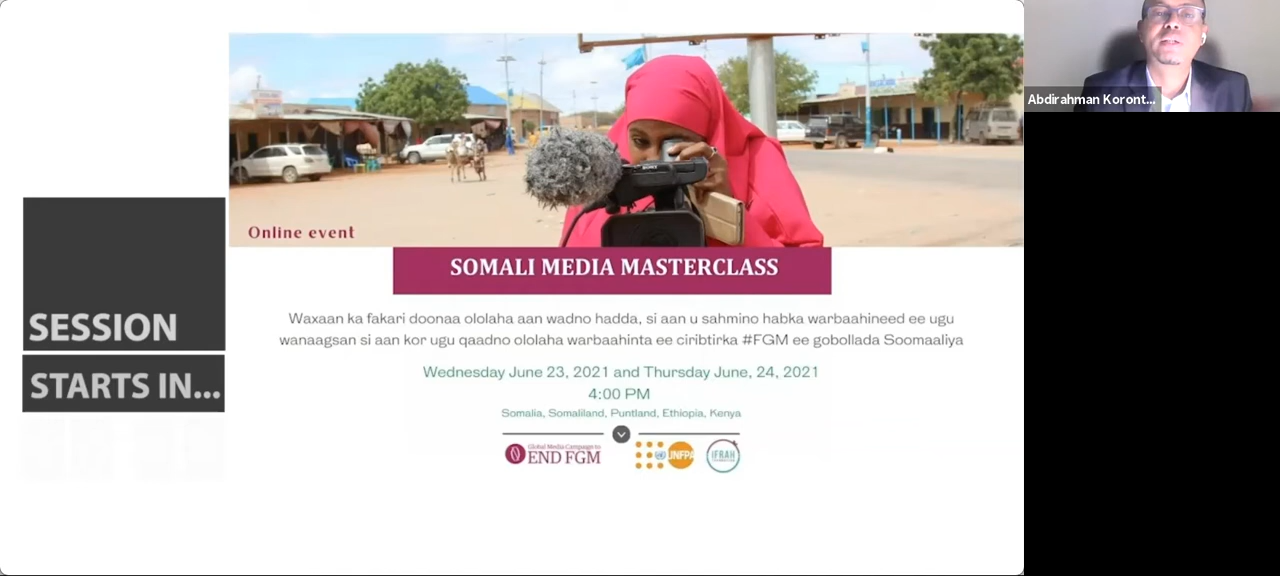 Online event
SOMALI MEDIA MASTERCLASS
Waxaan ka fakari doonaa ololaha aan wadno hadda, si aan u sahmino habka warbaahineed ee ugu
wanaagsan si aan kor ugu qaadno ololaha warbaahinta ee ciribtirka #FGM ee gobollada Soomaaliya
Wednesday June 23, 2021 and Thursday June, 24, 2021
4:00 PM
Somalia, Somaliland, Puntland, Ethiopia, Kenya
Global Media Campaign to
END FGM
UNFPA
IFRAH
SESSION
STARTS IN...
Abdirahman Koront...